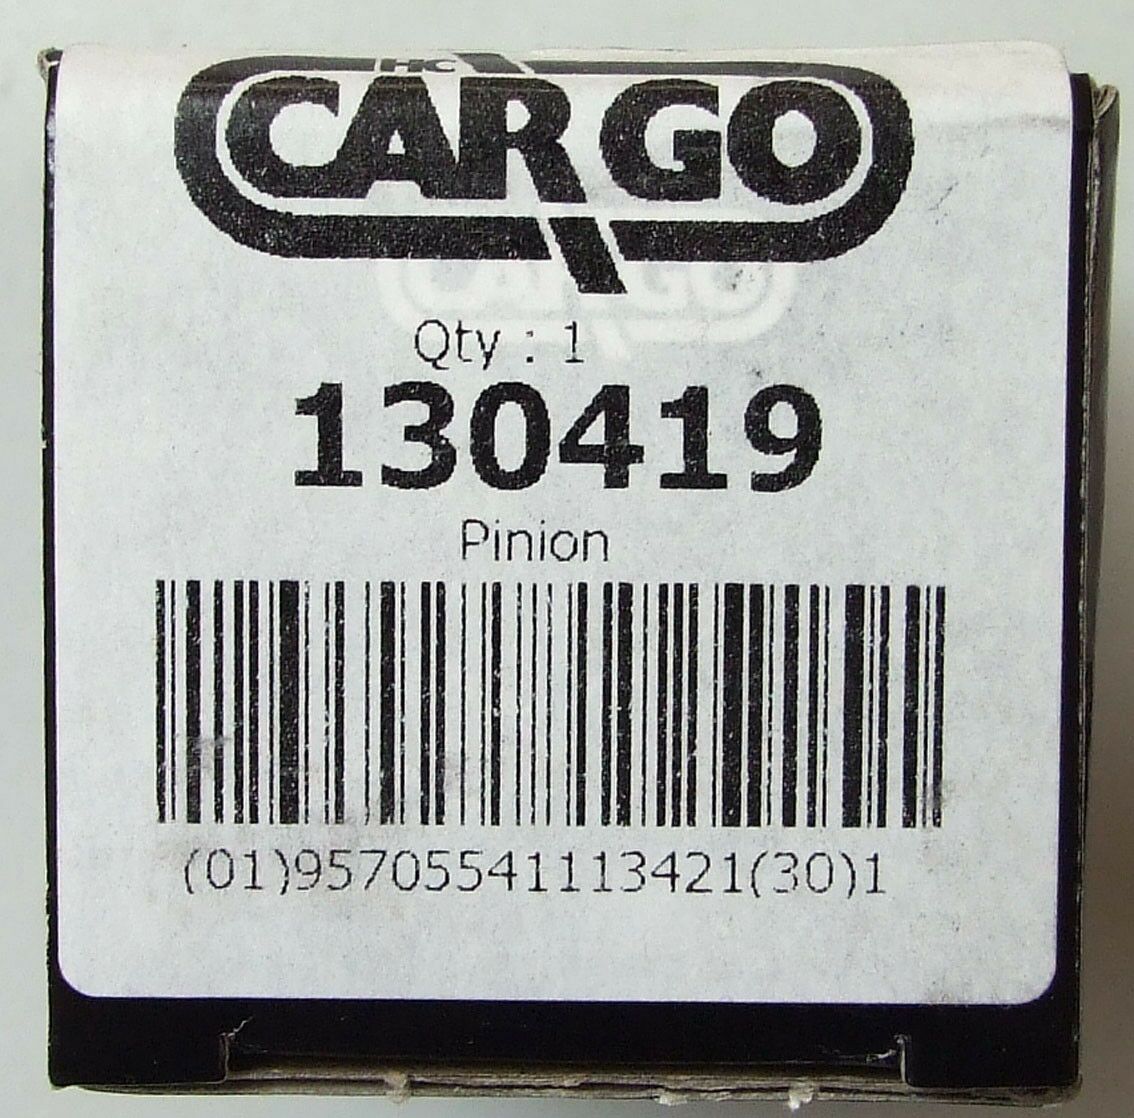 HC
CARGO
Qty : 1
130419
Pinion
(01)95705541113421(30)1